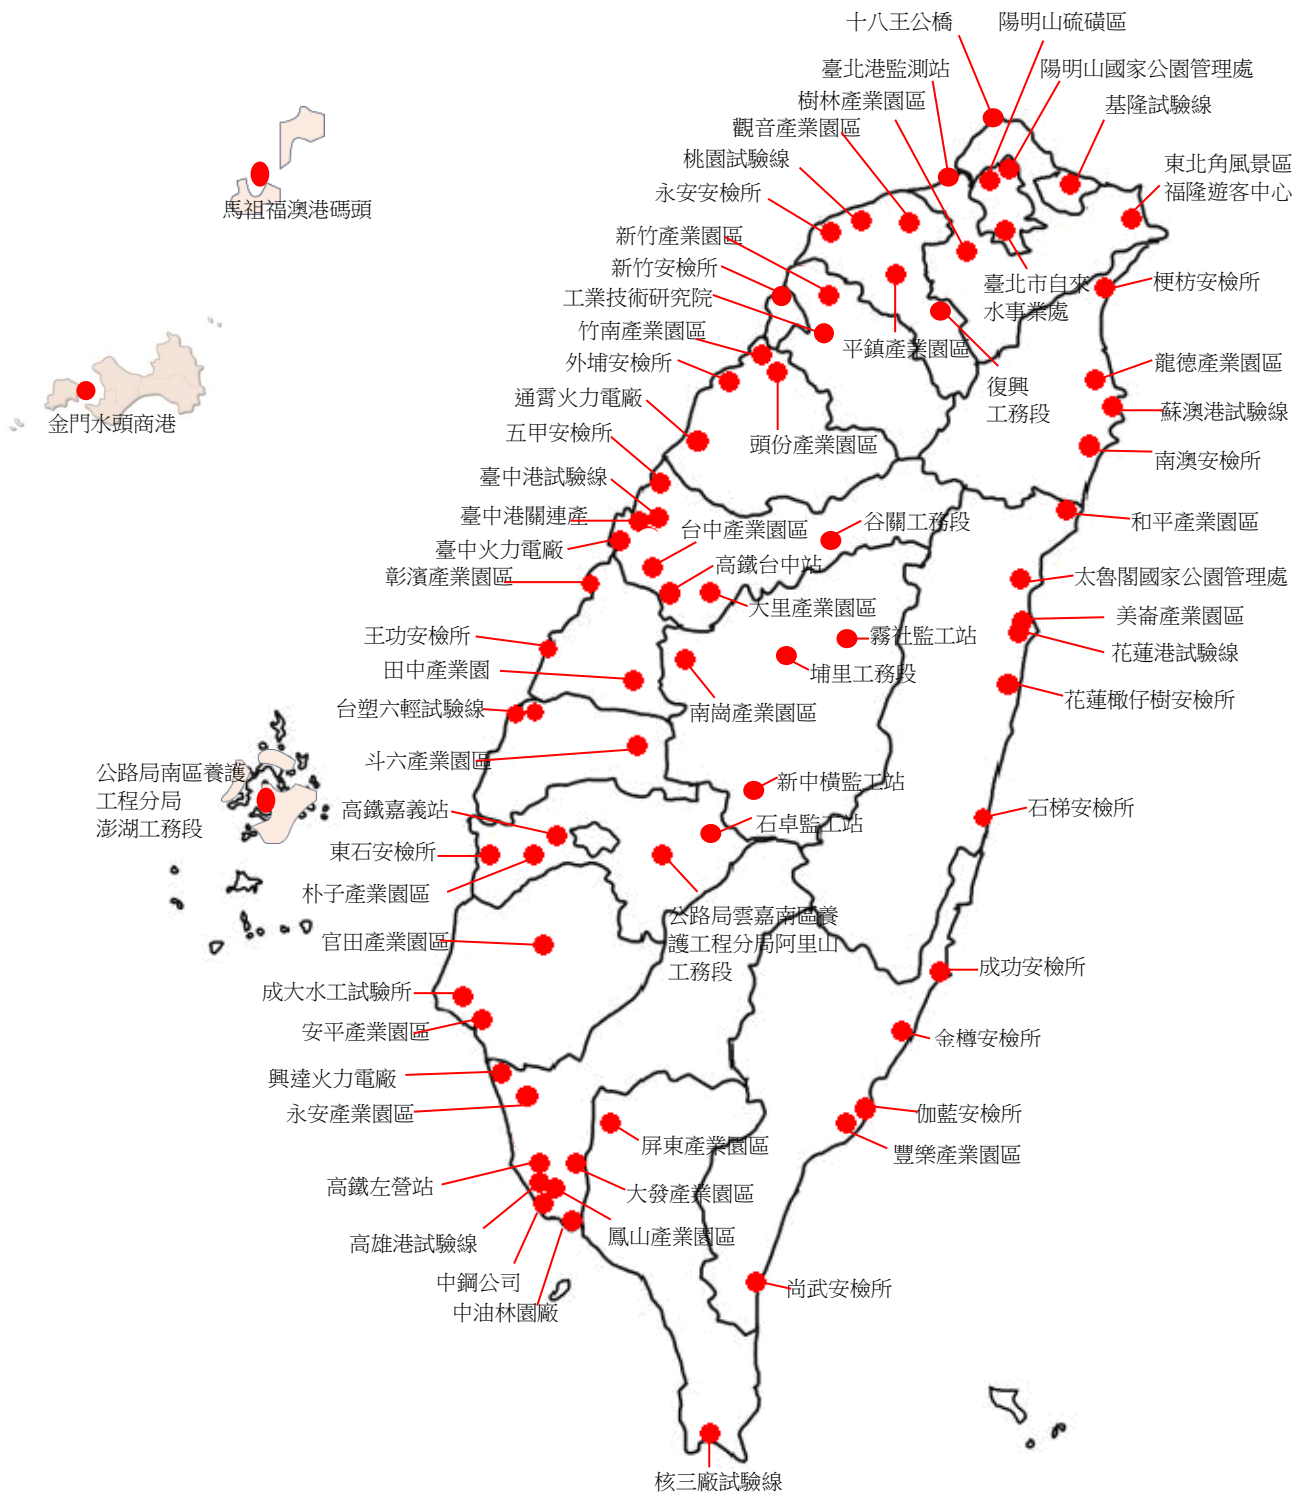 十八王公橋
陽明山硫磺區
臺北港監測站
陽明山國家公園管理處
樹林產業園區
基隆試驗線
觀音產業園區
桃園試驗線
東北角風景區
福隆遊客中心
永安安檢所
馬祖福澳港碼頭
新竹產業園區
新竹安檢所
臺北市自來
水事業處
梗枋安檢所
工業技術研究院
竹南產業園區
平鎮產業園區
外埔安檢所
龍德產業園區
復興
工務段
通霄火力電廠
蘇澳港試驗線
金門水頭商港
五甲安檢所
頭份產業園區
南澳安檢所
臺中港試驗線
臺中港關連產
台中產業園區
谷關工務段
和平產業園區
臺中火力電廠
高鐵台中站
彰濱產業園區
太魯閣國家公園管理處
大里產業園區
美崙產業園區
王功安檢所
霧社監工站
花蓮港試驗線
田中產業園
埔里工務段
花蓮橄仔樹安檢所
台塑六輕試驗線
南崗產業園區
斗六產業園區
公路局南區養護
工程分局
澎湖工務段
新中橫監工站
高鐵嘉義站
石卓監工站
石梯安檢所
東石安檢所
朴子產業園區
公路局雲嘉南區養
護工程分局阿里山
工務段
官田產業園區
成功安檢所
成大水工試驗所
安平產業園區
金樽安檢所
興達火力電廠
永安產業園區
伽藍安檢所
屏東產業園區
豐樂產業園區
高鐵左營站
大發產業園區
高雄港試驗線
鳳山產業園區
中鋼公司
尚武安檢所
中油林園廠
核三廠試驗線